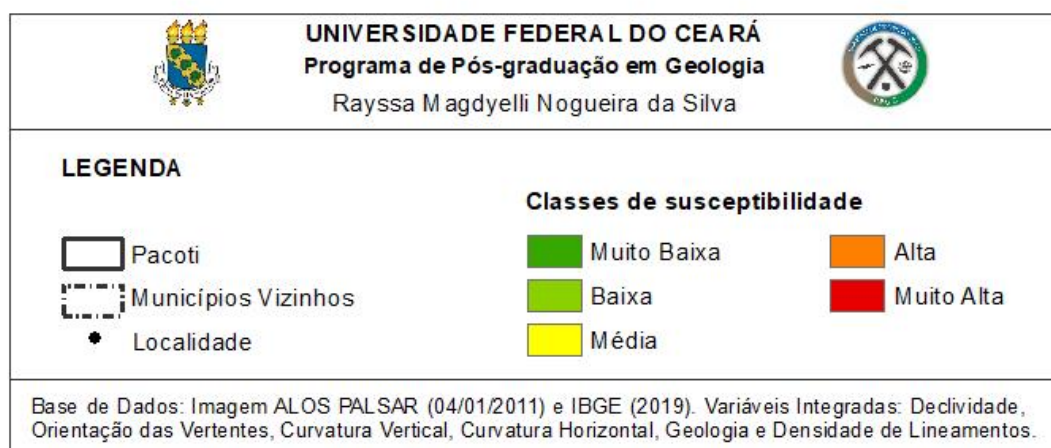 UNIVERSIDADE FEDERAL DO CEARÁ
Programa de Pós-graduação em Geologia
Rayssa Magdyelli Nogueira da Silva
LEGENDA
Pacoti
Municípios Vizinhos
Localidade
Classes de susceptibilidade
Muito Baixa
Baixa
Média
Alta
Muito Alta
Base de Dados: Imagem ALOS PALSAR (04/01/2011) e IBGE (2019). Variáveis Integradas: Declividade,
Orientação das Vertentes, Curvatura Vertical, Curvatura Horizontal, Geologia e Densidade de Lineamentos.